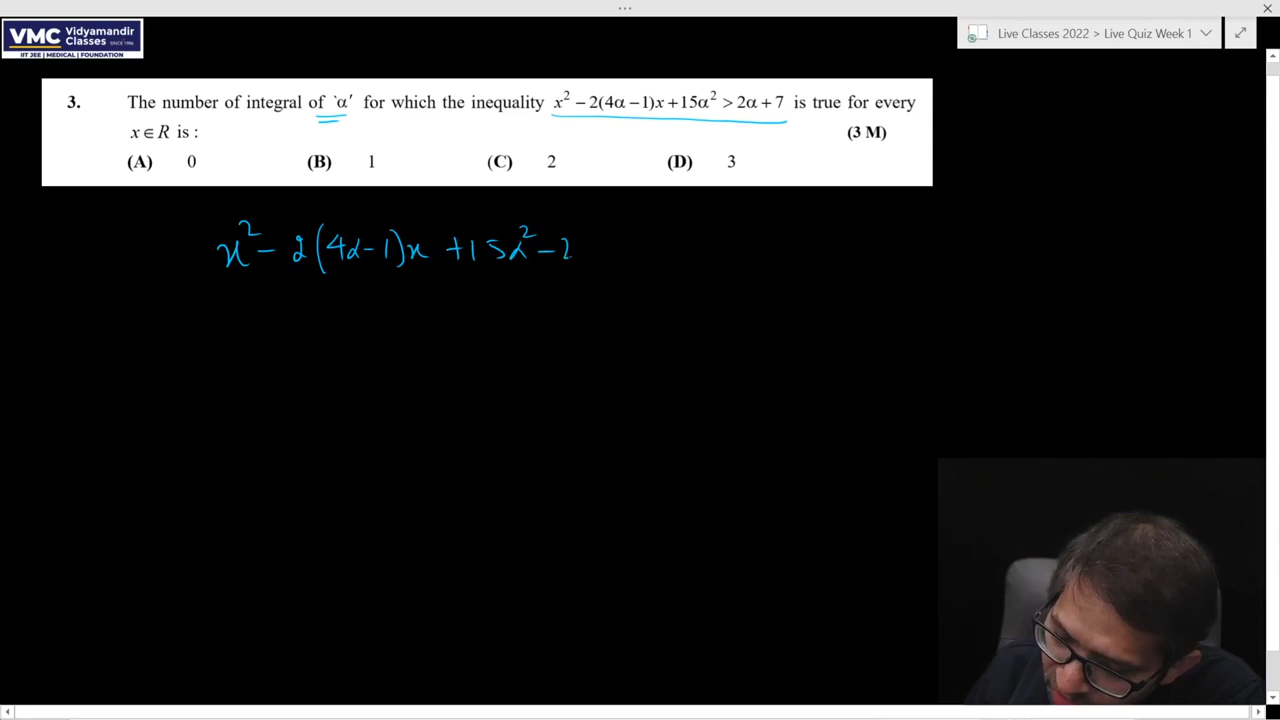 VMC Vidyamandir Classes SINCE 1986
IIT JEE | MEDICAL | FOUNDATION
Live Classes 2022 > Live Quiz Week 1
3. The number of integral of 'α' for which the inequality x² − 2(4α − 1)x + 15α² > 2α + 7 is true for every
x ∈ R is : (3 M)
(A) 0 (B) 1 (C) 2 (D) 3
x² − 2(4α−1)x + 15α² − 2